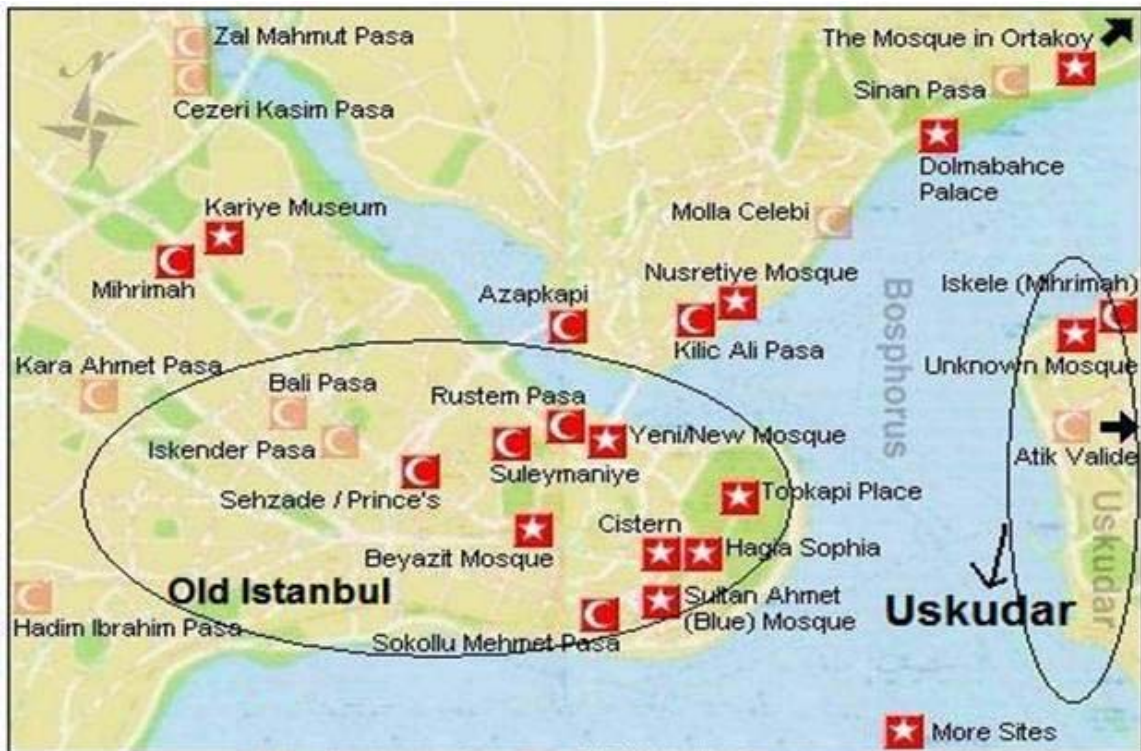 Zal Mahmut Pasa
The Mosque in Ortakoy
Sinan Pasa
Cezeri Kasim Pasa
Dolmabahce
Palace
Kariye Museum
Molla Celebi
Mihrimah
Nusretiye Mosque
Iskele (Mihrimah)
Azapkapi
Kilic Ali Pasa
Bosphorus
Unknown Mosque
Kara Ahmet Pasa
Bali Pasa
Rustem Pasa
Iskender Pasa
Yeni/New Mosque
Atik Valide
Suleymaniye
Sehzade / Prince's
Topkapi Place
Cistern
Uskudar
Beyazit Mosque
Hagia Sophia
Old Istanbul
Sultan Ahmet
(Blue) Mosque
Uskudar
Hadim Ibrahim Pasa
Sokollu Mehmet Pasa
More Sites
N